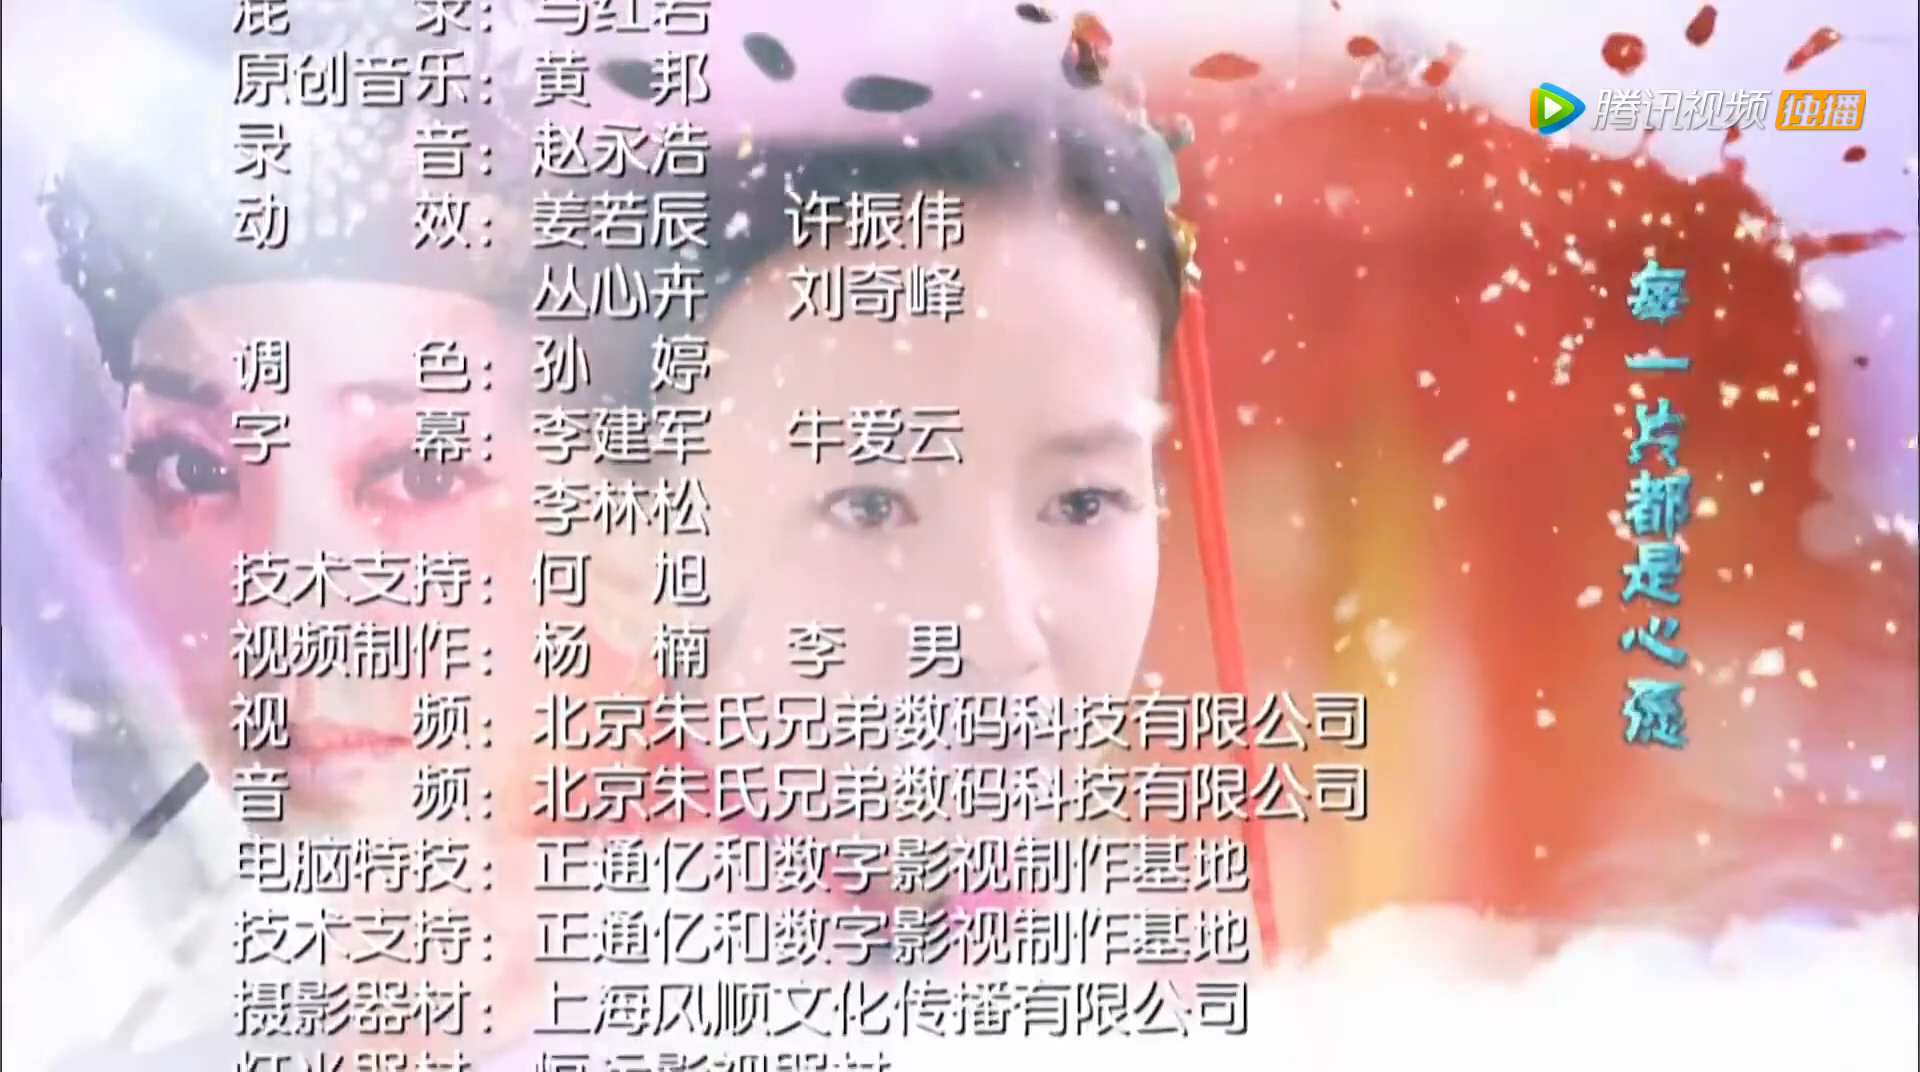 混　　录：马红岩
原创音乐：黄　邦
录　　音：赵永浩
动　　效：姜若辰　许振伟
丛心卉　刘奇峰
调　　色：孙　婷
字　　幕：李建军　牛爱云
李林松
技术支持：何　旭
视频制作：杨　楠　李　男
视　　频：北京朱氏兄弟数码科技有限公司
音　　频：北京朱氏兄弟数码科技有限公司
电脑特技：正通亿和数字影视制作基地
技术支持：正通亿和数字影视制作基地
摄影器材：上海风顺文化传播有限公司
腾讯视频 独播
每一片都是心愿